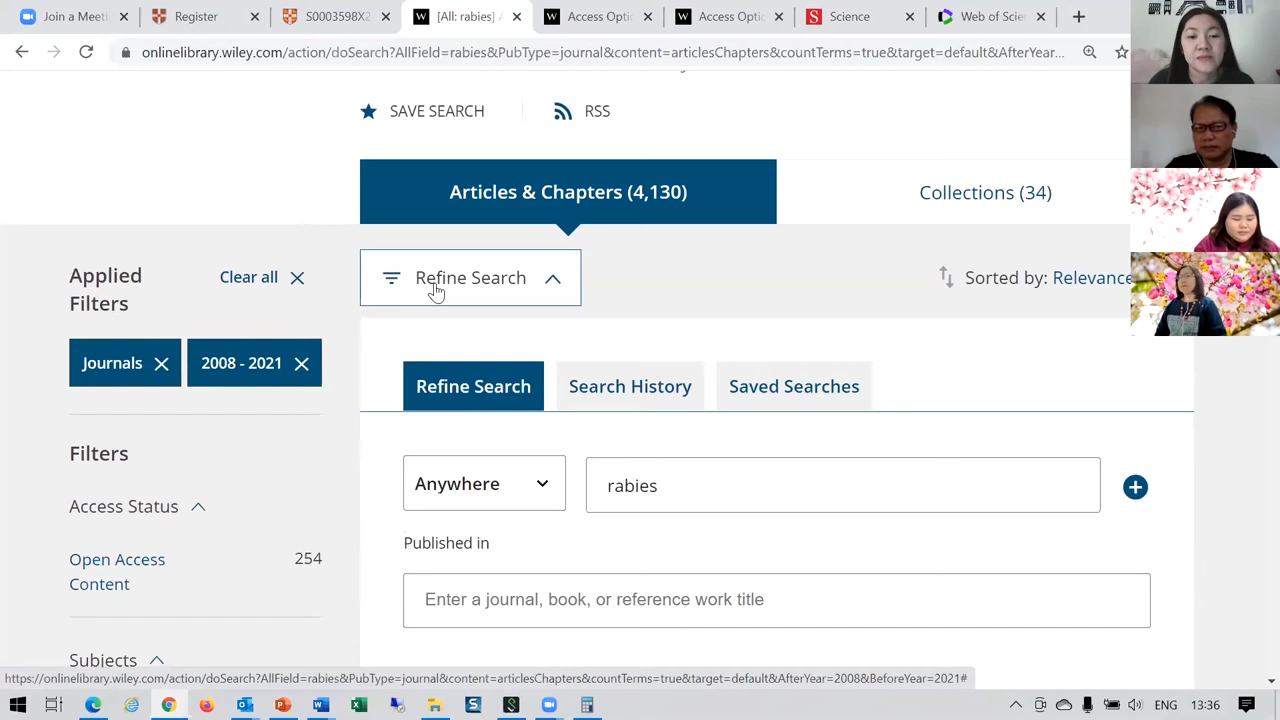 Join a Meeti
Register
S0003598X2
[All: rabies]
Access Optio
Access Optio
Science
Web of Scien
onlinelibrary.wiley.com/action/doSearch?AllField=rabies&PubType=journal&content=articlesChapters&countTerms=true&target=default&AfterYear...
SAVE SEARCH
RSS
Articles & Chapters (4,130)
Collections (34)
Applied
Filters
Clear all
Refine Search
Sorted by: Relevance
Journals
2008 - 2021
Refine Search
Search History
Saved Searches
Filters
Anywhere
rabies
Access Status
Published in
Open Access
Content
254
Enter a journal, book, or reference work title
Subjects
https://onlinelibrary.wiley.com/action/doSearch?AllField=rabies&PubType=journal&content=articlesChapters&countTerms=true&target=default&AfterYear=2008&BeforeYear=2021#
ENG
13:36